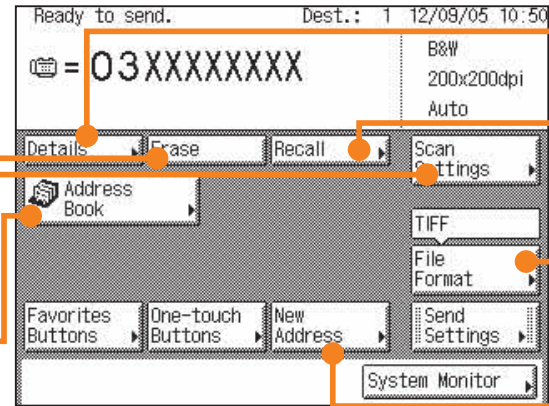 Ready to send. Dest.: 1 12/09/05 10:50
= 03XXXXXXXX
B&W
200x200dpi
Auto
Details Erase Recall Scan Settings
Address Book
TIFF
File Format
Favorites Buttons One-touch Buttons New Address Send Settings
System Monitor